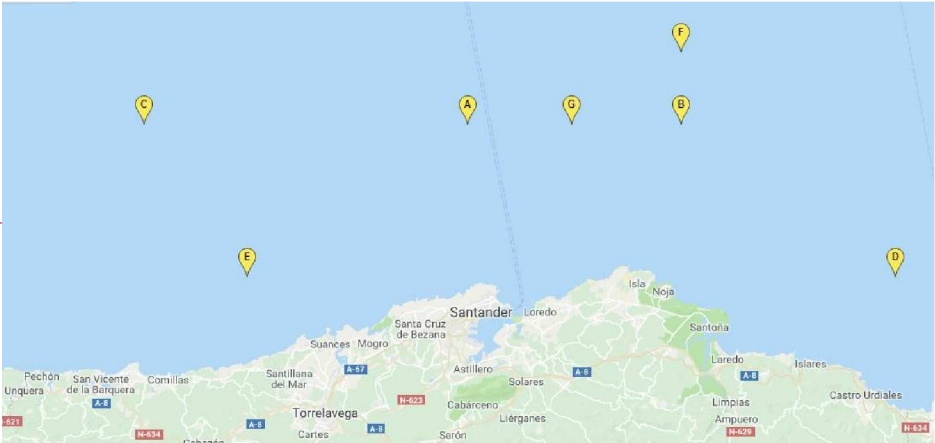 F
C
A
G
B
E
D
Isla
Noja
Santander
Loredo
Santa Cruz
de Bezana
Santoña
Suances
Mogro
Laredo
Islares
A-67
Astillero
A-8
A-8
Pechón
San Vicente
de la Barquera
Comillas
Santillana
del Mar
Solares
Unquera
A-8
N-623
Cabárceno
Limpias
Castro Urdiales
Torrelavega
Liérganes
Ampuero
N-621
N-634
A-8
Cartes
A-8
Sarón
N-629
N-634
Cabezón